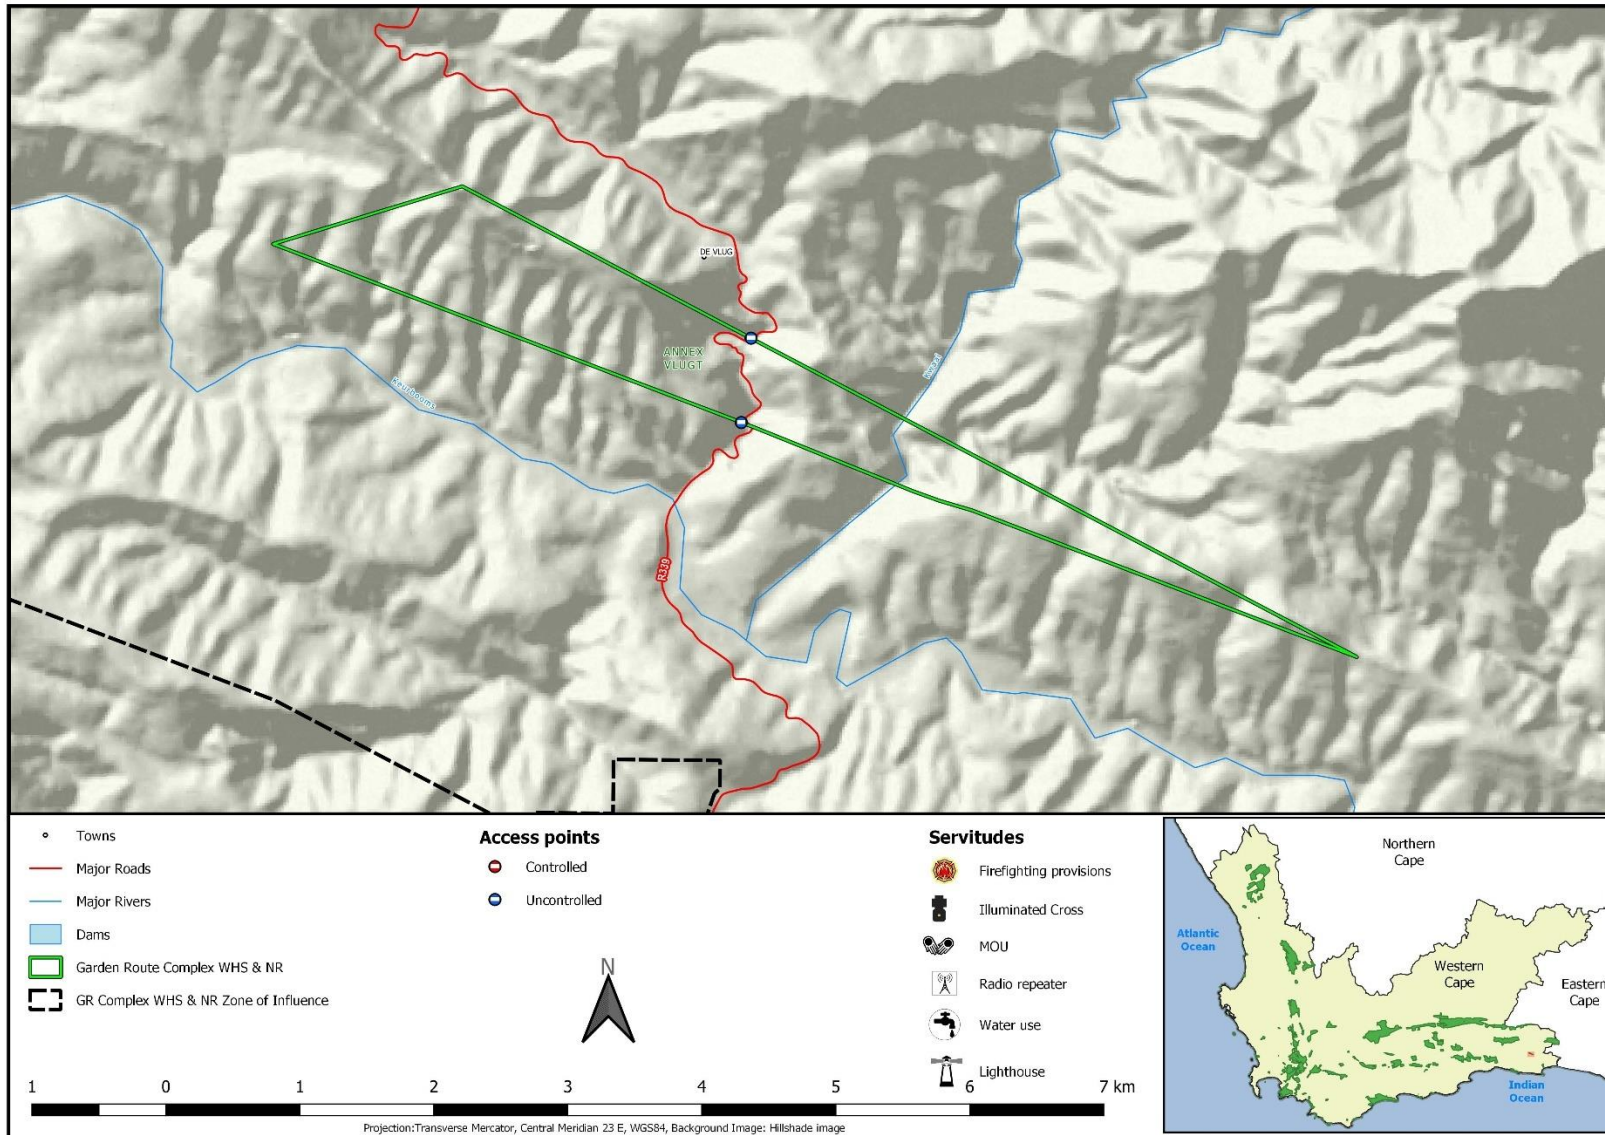 DE VLUG
ANNEX
VLUGT
Kwaai
Keurbooms
R339
Towns
Major Roads
Major Rivers
Dams
Garden Route Complex WHS & NR
GR Complex WHS & NR Zone of Influence
Access points
Controlled
Uncontrolled
N
Servitudes
Firefighting provisions
Illuminated Cross
MOU
Radio repeater
Water use
Lighthouse
Northern
Cape
Atlantic
Ocean
Western
Cape
Eastern
Cape
Indian
Ocean
1 0 1 2 3 4 5 6 7 km
Projection:Transverse Mercator, Central Meridian 23 E, WGS84, Background Image: Hillshade image